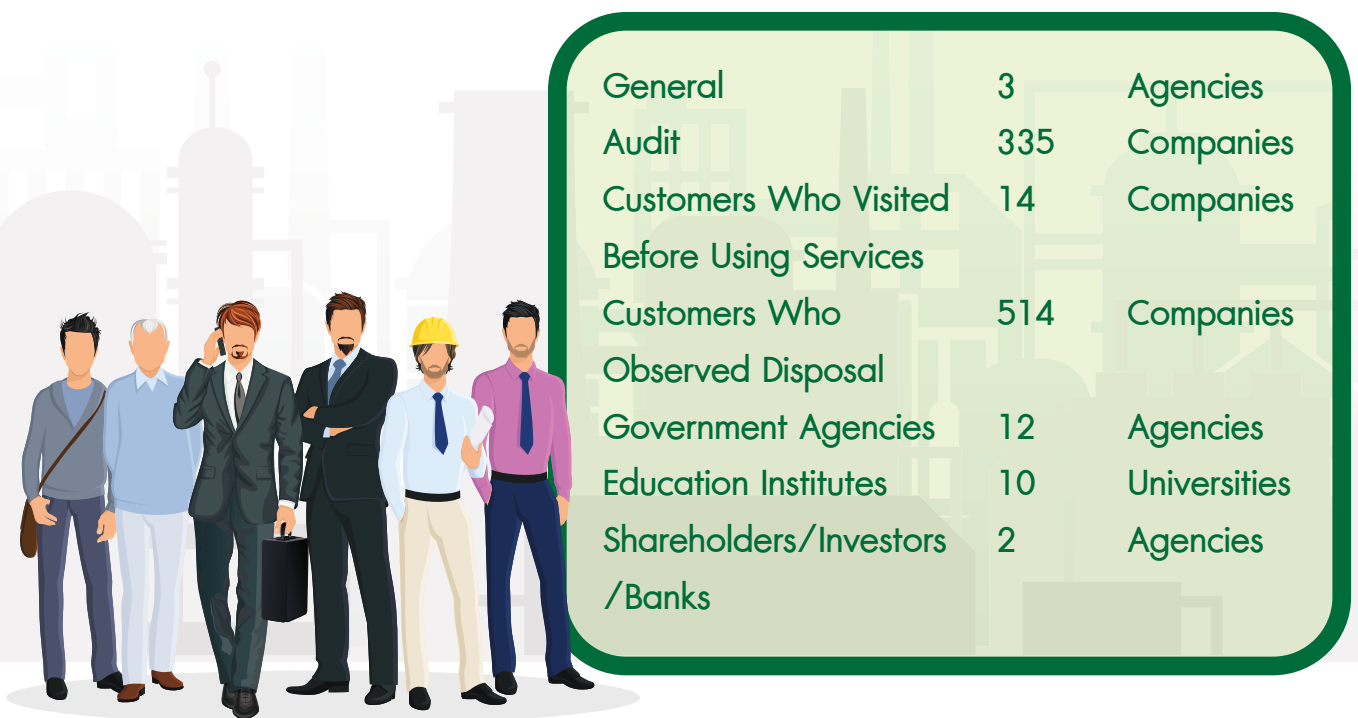 General 3 Agencies
Audit 335 Companies
Customers Who Visited 14 Companies
Before Using Services
Customers Who 514 Companies
Observed Disposal
Government Agencies 12 Agencies
Education Institutes 10 Universities
Shareholders/Investors 2 Agencies
/Banks